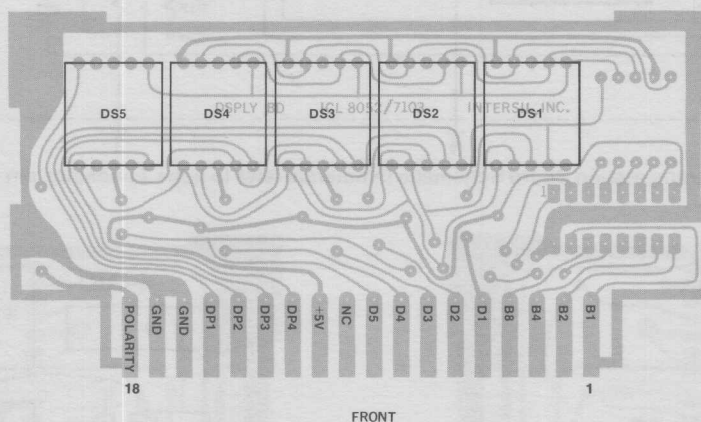 DSPLY BD ICL 8052/7103 INTERSIL INC.
DS5 DS4 DS3 DS2 DS1
1
POLARITY GND GND DP1 DP2 DP3 DP4 +5V NC D5 D4 D3 D2 D1 B8 B4 B2 B1
18 1
FRONT